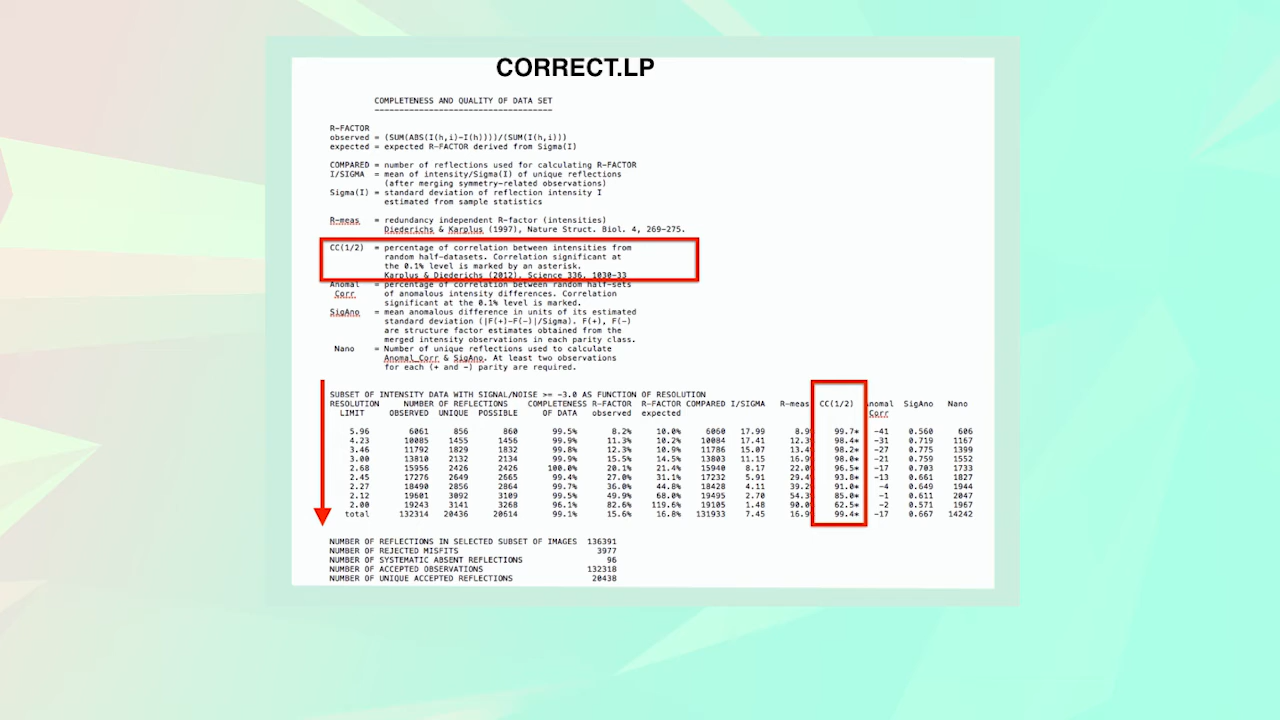 CORRECT.LP
COMPLETENESS AND QUALITY OF DATA SET
------------------------------------
R-FACTOR
observed = (SUM(ABS(I(h,i)-I(h))))/(SUM(I(h,i)))
expected = expected R-FACTOR derived from Sigma(I)
COMPARED = number of reflections used for calculating R-FACTOR
I/SIGMA = mean of intensity/Sigma(I) of unique reflections
(after merging symmetry-related observations)
Sigma(I) = standard deviation of reflection intensity I
estimated from sample statistics
R-meas = redundancy independent R-factor (intensities)
Diederichs & Karplus (1997), Nature Struct. Biol. 4, 269-275.
CC(1/2) = percentage of correlation between intensities from
random half-datasets. Correlation significant at
the 0.1% level is marked by an asterisk.
Karplus & Diederichs (2012), Science 336, 1030-33
Anomal = percentage of correlation between random half-sets
Corr of anomalous intensity differences. Correlation
significant at the 0.1% level is marked.
SigAno = mean anomalous difference in units of its estimated
standard deviation (|F(+)-F(-)|/Sigma). F(+), F(-)
are structure factor estimates obtained from the
merged intensity observations in each parity class.
Nano = Number of unique reflections used to calculate
Anomal_Corr & SigAno. At least two observations
for each (+ and -) parity are required.
SUBSET OF INTENSITY DATA WITH SIGNAL/NOISE >= -3.0 AS FUNCTION OF RESOLUTION
RESOLUTION NUMBER OF REFLECTIONS COMPLETENESS R-FACTOR R-FACTOR COMPARED I/SIGMA R-meas CC(1/2) Anomal SigAno Nano
LIMIT OBSERVED UNIQUE POSSIBLE OF DATA observed expected Corr
5.96 6061 856 860 99.5% 8.2% 10.0% 6060 17.99 8.9% 99.7* -41 0.560 606
4.23 10085 1455 1456 99.9% 11.3% 10.2% 10084 17.41 12.3% 98.4* -31 0.719 1167
3.46 11792 1829 1832 99.8% 12.3% 10.9% 11786 15.07 13.4% 98.2* -27 0.775 1399
3.00 13810 2132 2134 99.9% 15.5% 14.5% 13803 11.15 16.9% 98.0* -21 0.759 1552
2.68 15956 2426 2426 100.0% 20.1% 21.4% 15940 8.17 22.0% 96.5* -17 0.703 1733
2.45 17276 2649 2665 99.4% 27.0% 31.1% 17232 5.91 29.4% 93.8* -13 0.661 1827
2.27 18490 2856 2864 99.7% 36.0% 44.8% 18428 4.11 39.2% 91.0* -4 0.649 1944
2.12 19601 3092 3109 99.5% 49.9% 68.0% 19495 2.70 54.3% 85.0* -1 0.611 2047
2.00 19243 3141 3268 96.1% 82.6% 119.6% 19105 1.48 90.0% 62.5* -2 0.571 1967
total 132314 20436 20614 99.1% 15.6% 16.8% 131933 7.45 16.9% 99.4* -17 0.667 14242
NUMBER OF REFLECTIONS IN SELECTED SUBSET OF IMAGES 136391
NUMBER OF REJECTED MISFITS 3977
NUMBER OF SYSTEMATIC ABSENT REFLECTIONS 96
NUMBER OF ACCEPTED OBSERVATIONS 132318
NUMBER OF UNIQUE ACCEPTED REFLECTIONS 20438